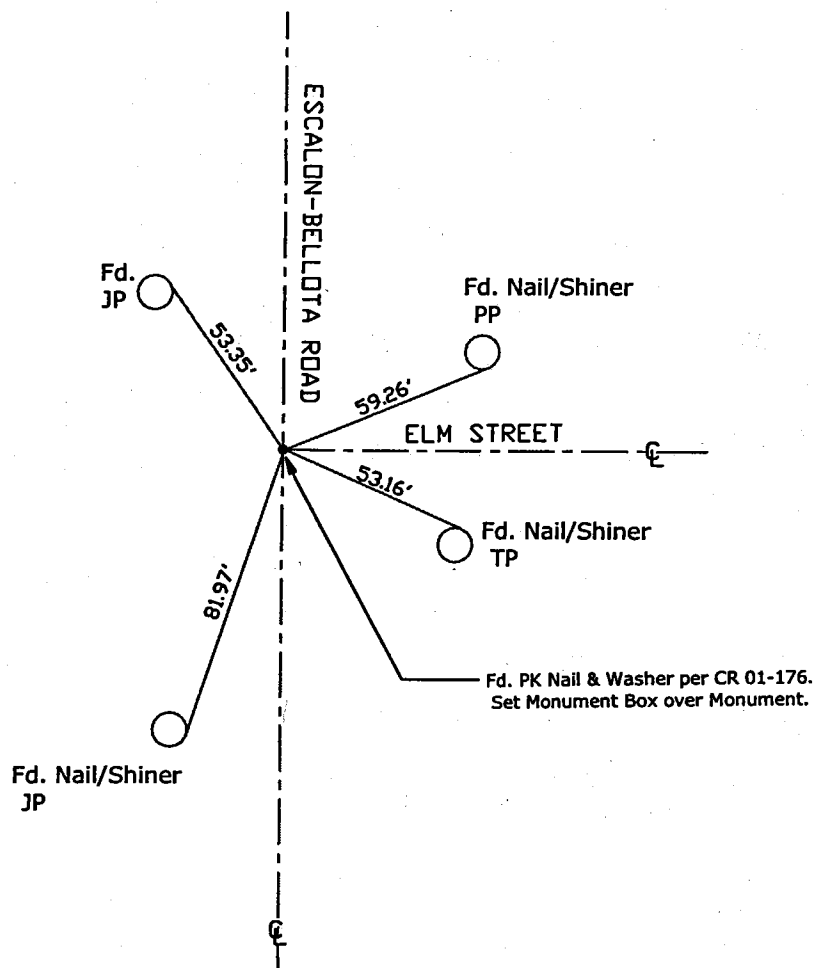 ESCALON-BELLOTA ROAD
Fd.
JP
53.35'
Fd. Nail/Shiner
PP
59.26'
ELM STREET
℄
53.16'
Fd. Nail/Shiner
TP
81.97'
Fd. PK Nail & Washer per CR 01-176.
Set Monument Box over Monument.
Fd. Nail/Shiner
JP
℄